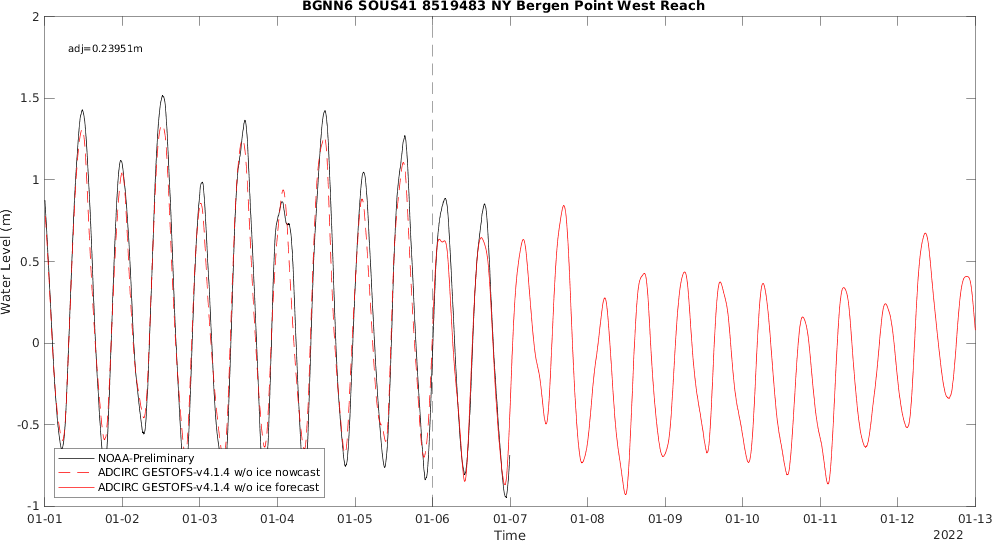 BGNN6 SOUS41 8519483 NY Bergen Point West Reach
adj=0.23951m
2
1.5
1
0.5
0
-0.5
-1
Water Level (m)
NOAA-Preliminary
ADCIRC GESTOFS-v4.1.4 w/o ice nowcast
ADCIRC GESTOFS-v4.1.4 w/o ice forecast
01-01 01-02 01-03 01-04 01-05 01-06 01-07 01-08 01-09 01-10 01-11 01-12 01-13
Time
2022